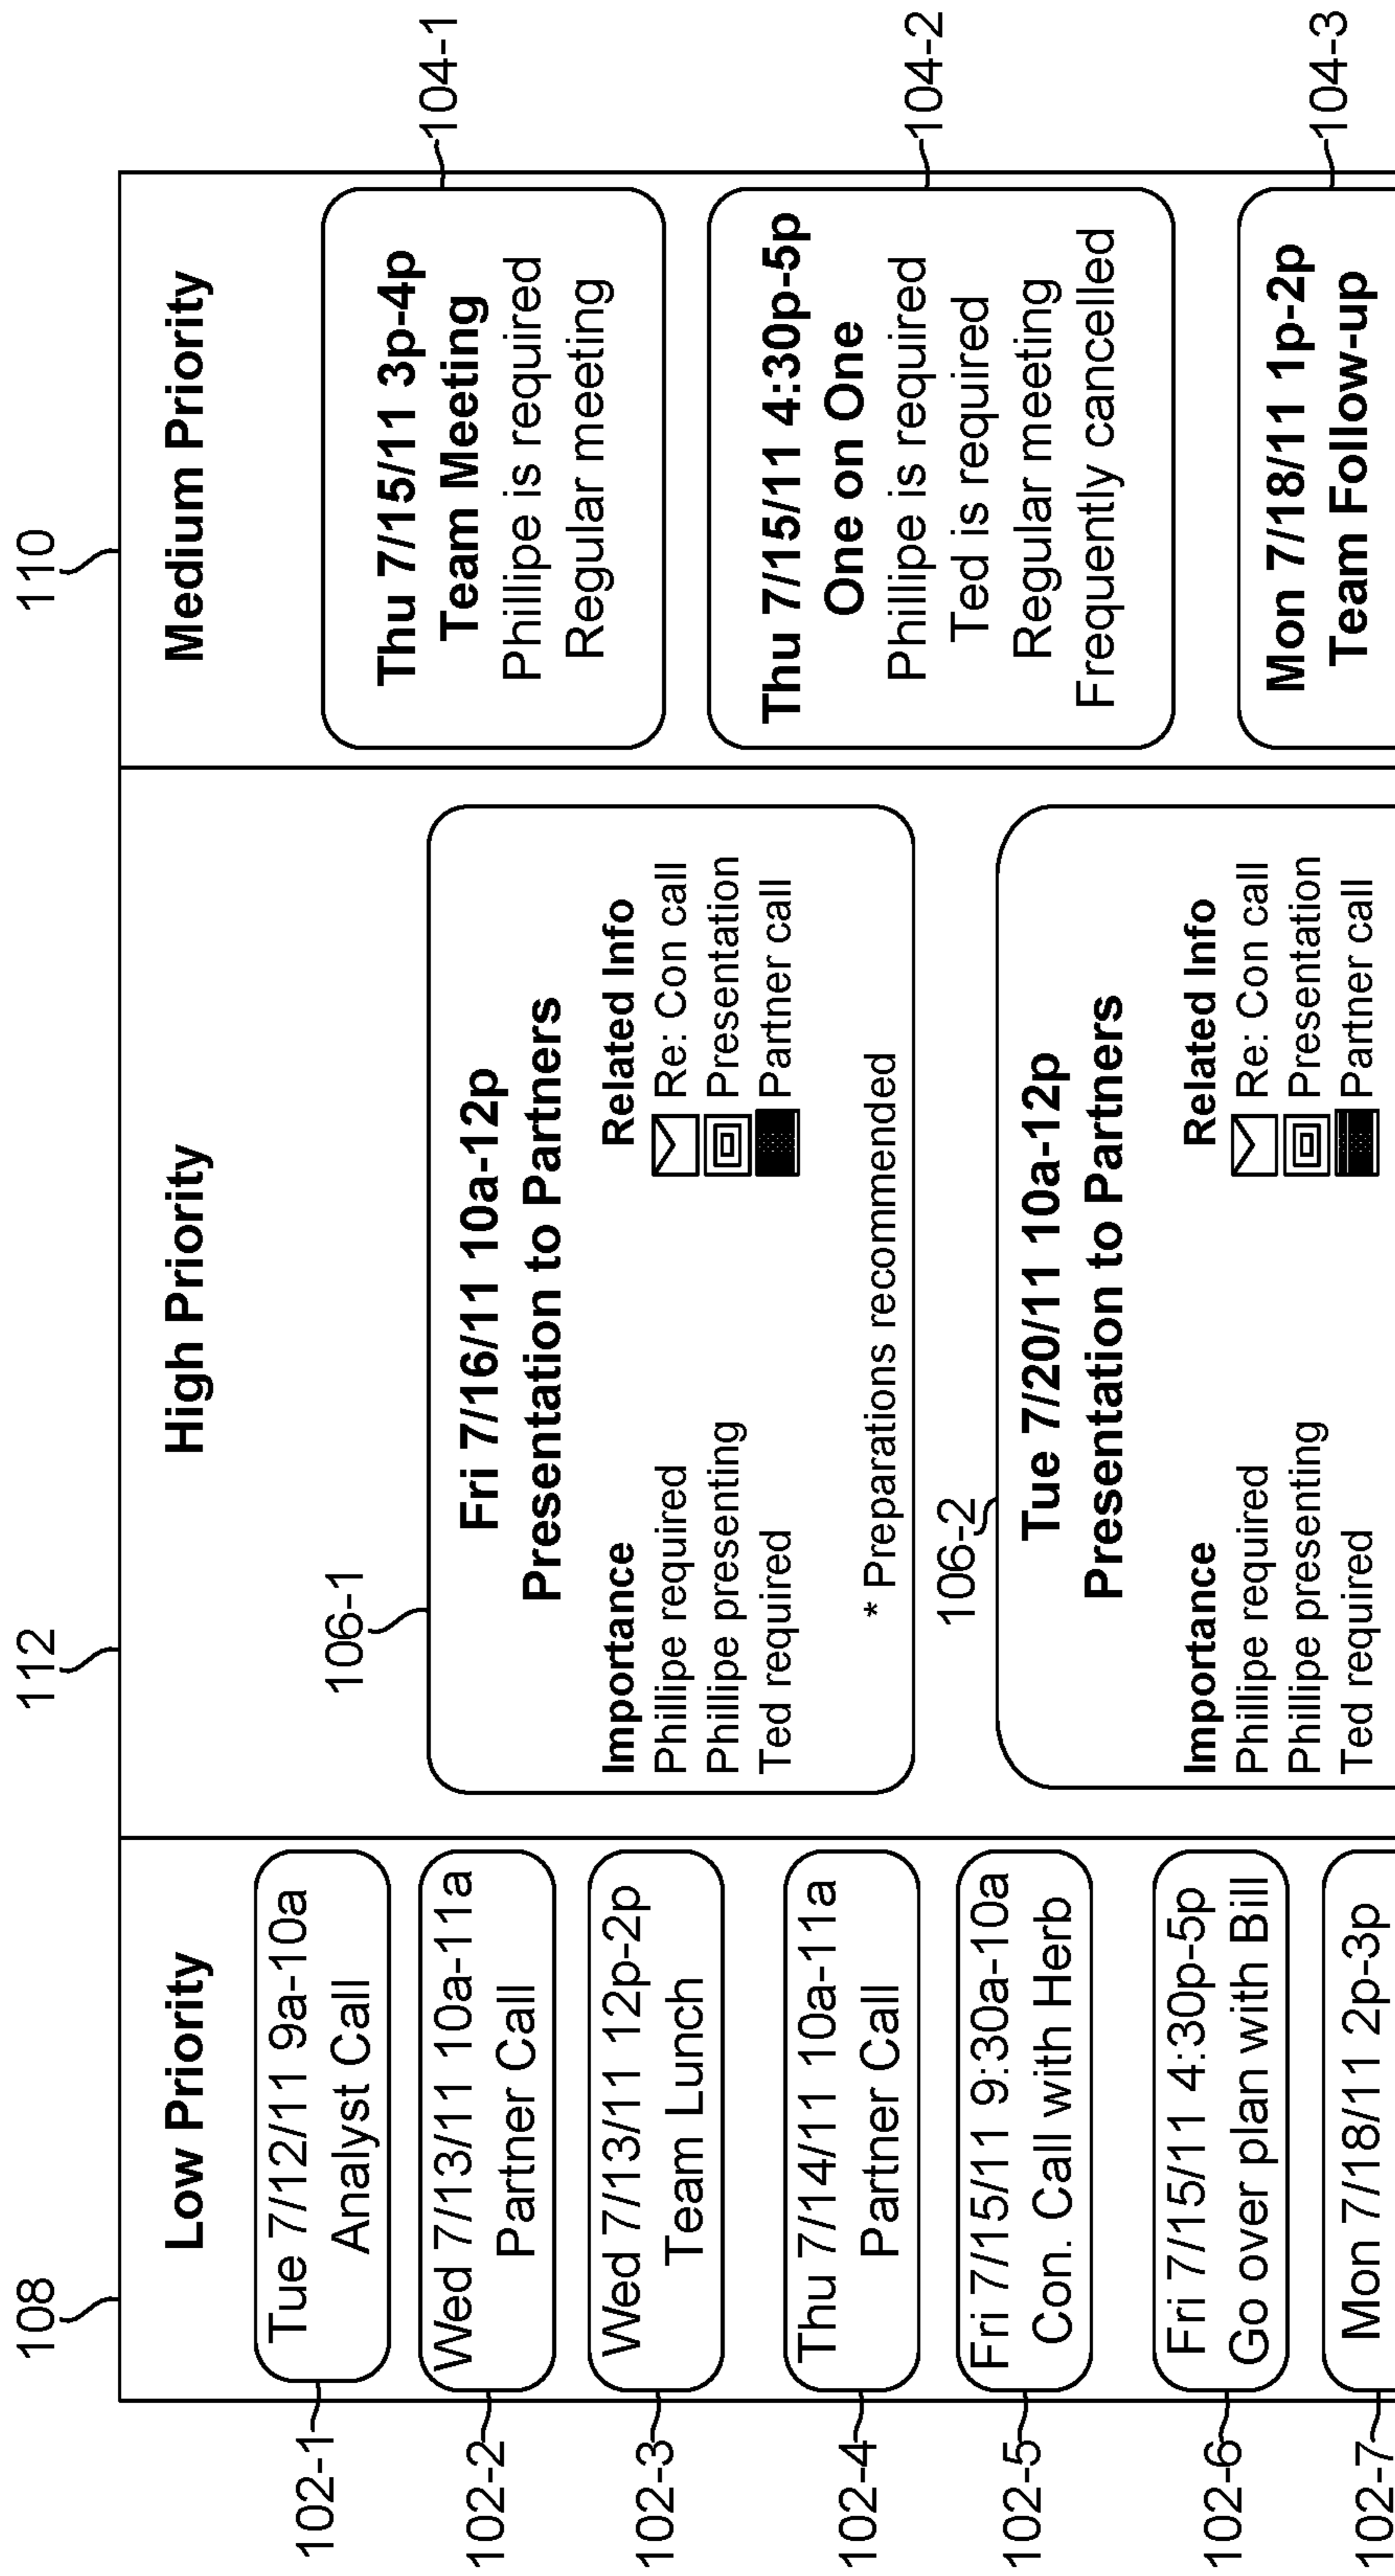 108
112
110
Low Priority
102-1
Tue 7/12/11 9a-10a
Analyst Call
102-2
Wed 7/13/11 10a-11a
Partner Call
102-3
Wed 7/13/11 12p-2p
Team Lunch
102-4
Thu 7/14/11 10a-11a
Partner Call
102-5
Fri 7/15/11 9:30a-10a
Con. Call with Herb
102-6
Fri 7/15/11 4:30p-5p
Go over plan with Bill
102-7
Mon 7/18/11 2p-3p
High Priority
106-1
Fri 7/16/11 10a-12p
Presentation to Partners
Importance
Phillipe required
Phillipe presenting
Ted required
Related Info
Re: Con call
Presentation
Partner call
* Preparations recommended
106-2
Tue 7/20/11 10a-12p
Presentation to Partners
Importance
Phillipe required
Phillipe presenting
Ted required
Related Info
Re: Con call
Presentation
Partner call
Medium Priority
Thu 7/15/11 3p-4p
Team Meeting
Phillipe is required
Regular meeting
104-1
Thu 7/15/11 4:30p-5p
One on One
Phillipe is required
Ted is required
Regular meeting
Frequently cancelled
104-2
Mon 7/18/11 1p-2p
Team Follow-up
104-3